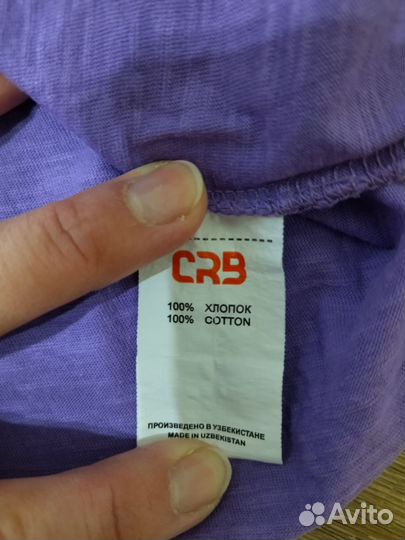 CRB
100% ХЛОПОК
100% COTTON
ПРОИЗВЕДЕНО В УЗБЕКИСТАНЕ
MADE IN UZBEKISTAN
Avito